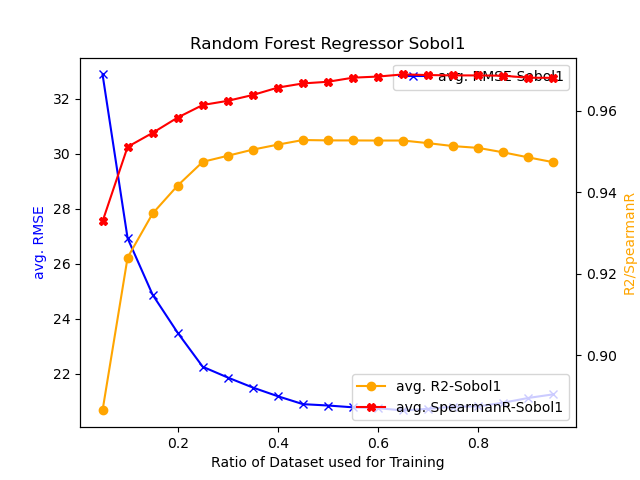 Random Forest Regressor Sobol1
avg. RMSE-Sobol1
32
30
28
26
24
22
avg. RMSE
0.96
0.94
0.92
0.90
R2/SpearmanR
avg. R2-Sobol1
avg. SpearmanR-Sobol1
0.2
0.4
0.6
0.8
Ratio of Dataset used for Training